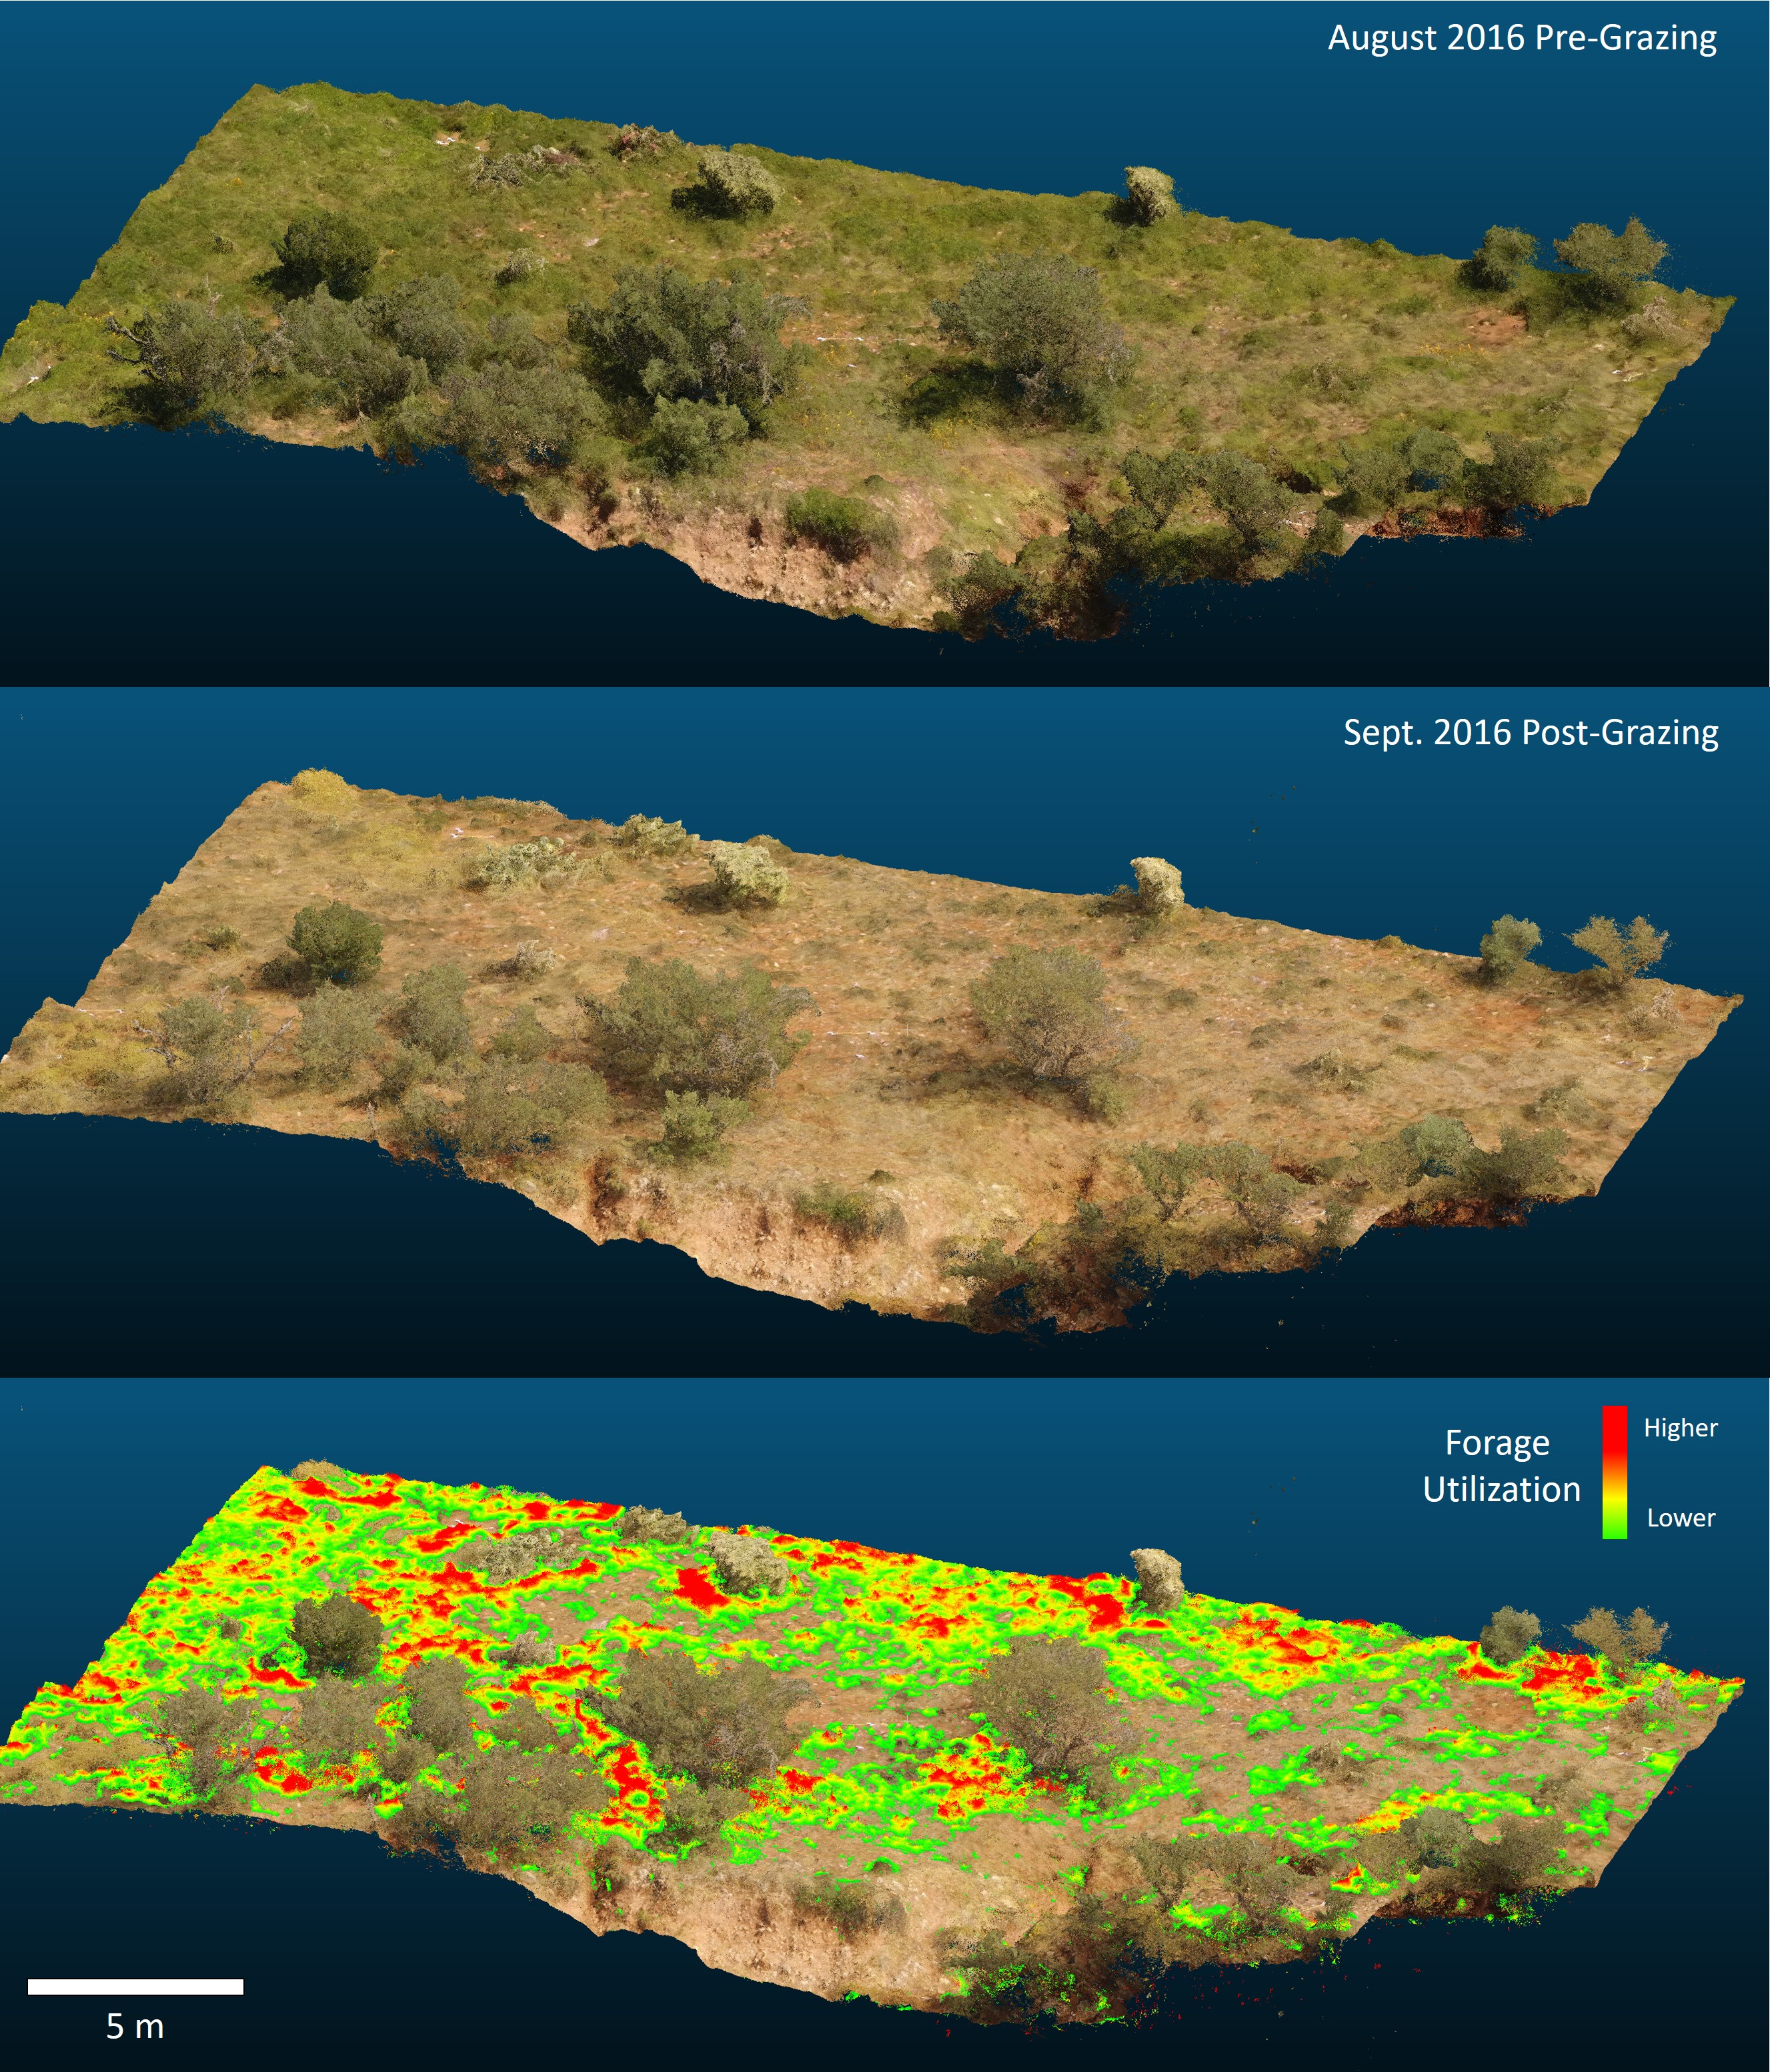 August 2016 Pre-Grazing
Sept. 2016 Post-Grazing
Forage
Utilization
Higher
Lower
5 m